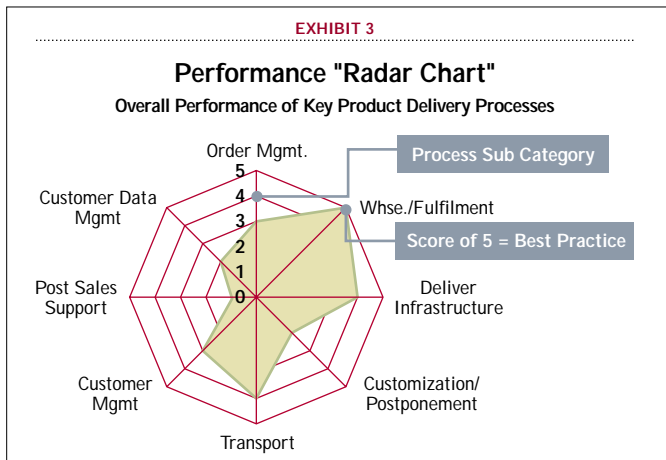 EXHIBIT 3
Performance "Radar Chart"
Overall Performance of Key Product Delivery Processes
Order Mgmt.
Process Sub Category
Whse./Fulfilment
Score of 5 = Best Practice
Deliver
Infrastructure
Customization/
Postponement
Transport
Customer
Mgmt
Post Sales
Support
Customer Data
Mgmt
5
4
3
2
1
0